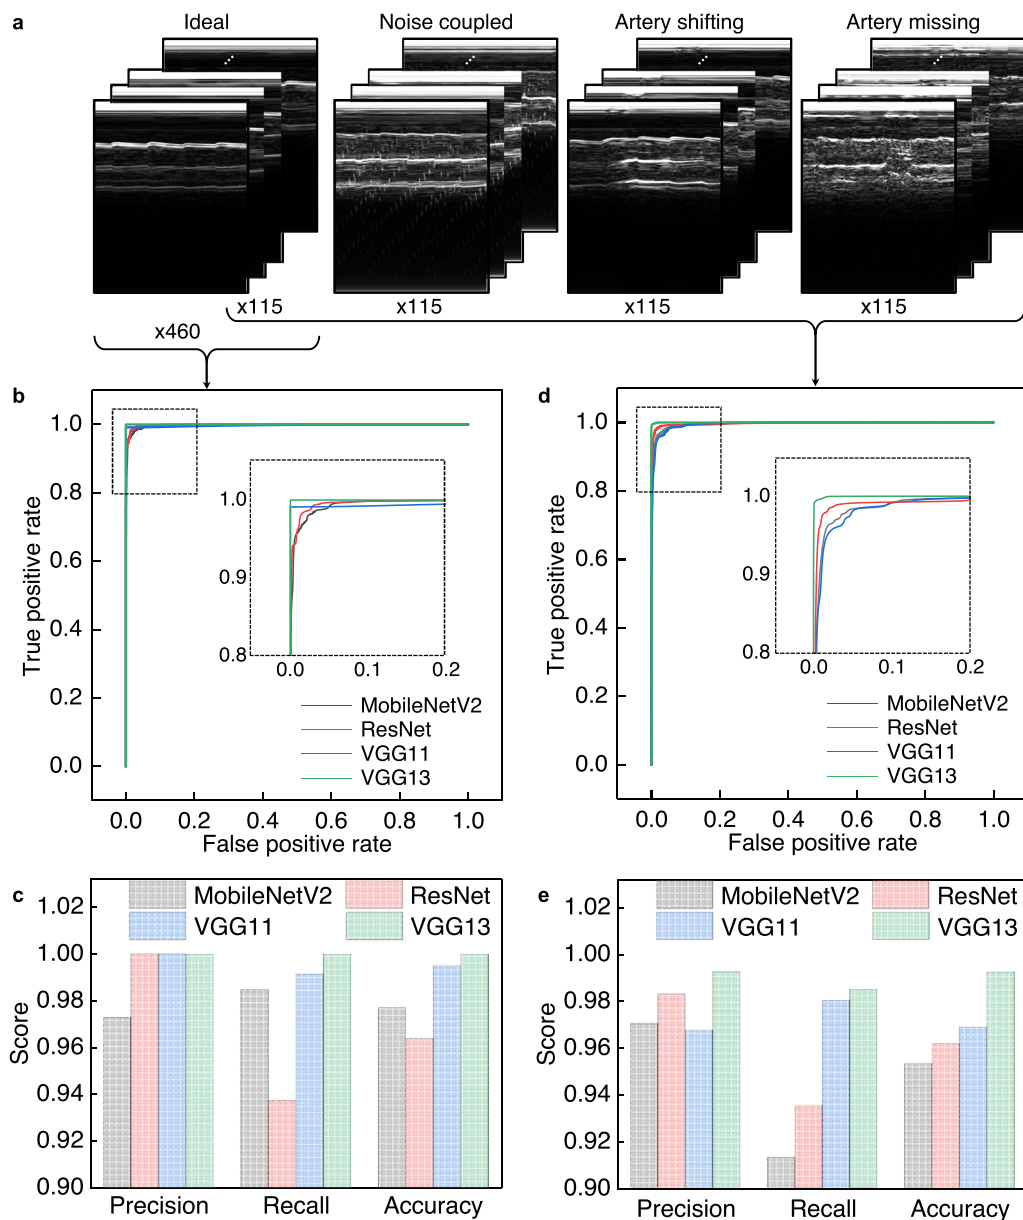 a
Ideal
Noise coupled
Artery shifting
Artery missing
x115
x115
x115
x115
x460
b
True positive rate
1.0
0.8
0.6
0.4
0.2
0.0
1.0
0.9
0.8
0.0
0.1
0.2
MobileNetV2
ResNet
VGG11
VGG13
0.0
0.2
0.4
0.6
0.8
1.0
False positive rate
d
True positive rate
1.0
0.8
0.6
0.4
0.2
0.0
1.0
0.9
0.8
0.0
0.1
0.2
MobileNetV2
ResNet
VGG11
VGG13
0.0
0.2
0.4
0.6
0.8
1.0
False positive rate
c
Score
1.02
1.00
0.98
0.96
0.94
0.92
0.90
MobileNetV2
ResNet
VGG11
VGG13
Precision
Recall
Accuracy
e
Score
1.02
1.00
0.98
0.96
0.94
0.92
0.90
MobileNetV2
ResNet
VGG11
VGG13
Precision
Recall
Accuracy